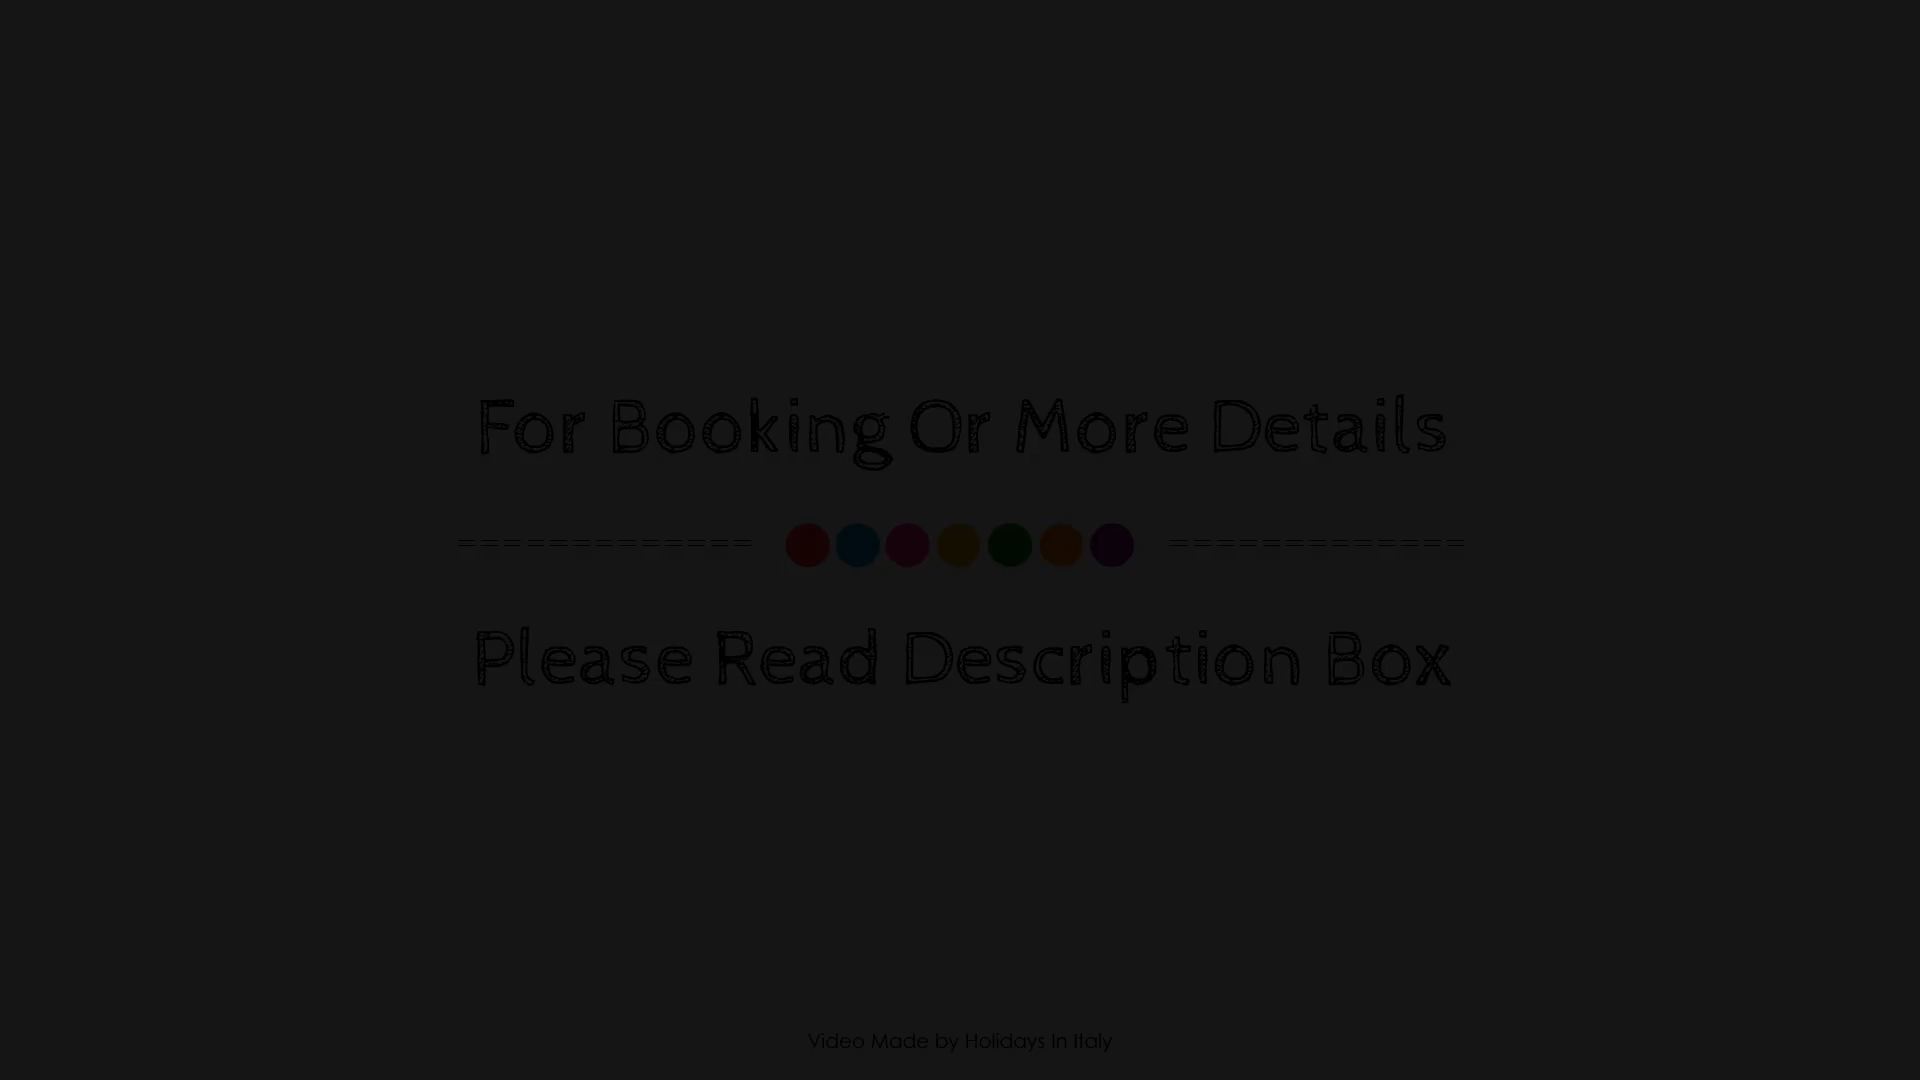 For Booking Or More Details
============= =============
Please Read Description Box
Video Made by Holidays In Italy